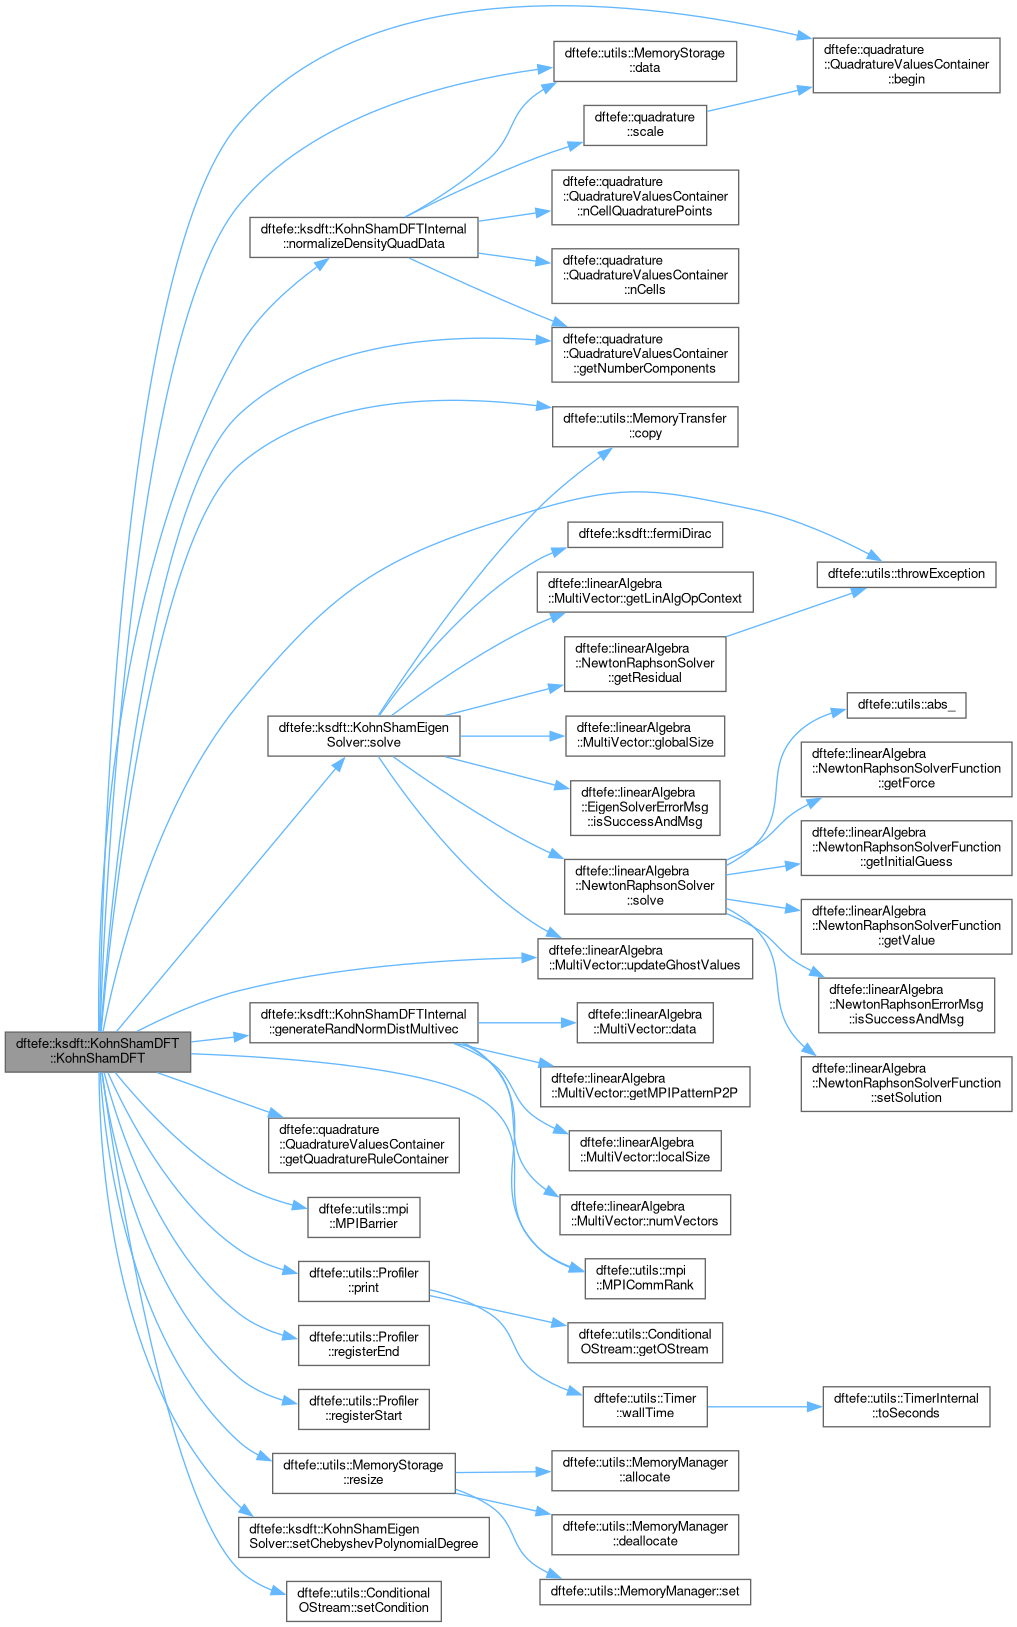 dftefe::ksdft::KohnShamDFT
::KohnShamDFT
dftefe::quadrature
::QuadratureValuesContainer
::begin
dftefe::utils::MemoryStorage
::data
dftefe::quadrature
::scale
dftefe::quadrature
::QuadratureValuesContainer
::nCellQuadraturePoints
dftefe::ksdft::KohnShamDFTInternal
::normalizeDensityQuadData
dftefe::quadrature
::QuadratureValuesContainer
::nCells
dftefe::quadrature
::QuadratureValuesContainer
::getNumberComponents
dftefe::utils::MemoryTransfer
::copy
dftefe::ksdft::fermiDirac
dftefe::utils::throwException
dftefe::linearAlgebra
::MultiVector::getLinAlgOpContext
dftefe::linearAlgebra
::NewtonRaphsonSolver
::getResidual
dftefe::ksdft::KohnShamEigen
Solver::solve
dftefe::linearAlgebra
::MultiVector::globalSize
dftefe::linearAlgebra
::EigenSolverErrorMsg
::isSuccessAndMsg
dftefe::linearAlgebra
::NewtonRaphsonSolver
::solve
dftefe::utils::abs_
dftefe::linearAlgebra
::NewtonRaphsonSolverFunction
::getForce
dftefe::linearAlgebra
::NewtonRaphsonSolverFunction
::getInitialGuess
dftefe::linearAlgebra
::NewtonRaphsonSolverFunction
::getValue
dftefe::linearAlgebra
::NewtonRaphsonErrorMsg
::isSuccessAndMsg
dftefe::linearAlgebra
::NewtonRaphsonSolverFunction
::setSolution
dftefe::linearAlgebra
::MultiVector::updateGhostValues
dftefe::ksdft::KohnShamDFTInternal
::generateRandNormDistMultivec
dftefe::linearAlgebra
::MultiVector::data
dftefe::linearAlgebra
::MultiVector::getMPIPatternP2P
dftefe::linearAlgebra
::MultiVector::localSize
dftefe::linearAlgebra
::MultiVector::numVectors
dftefe::utils::mpi
::MPICommRank
dftefe::quadrature
::QuadratureValuesContainer
::getQuadratureRuleContainer
dftefe::utils::mpi
::MPIBarrier
dftefe::utils::Profiler
::print
dftefe::utils::Conditional
OStream::getOStream
dftefe::utils::Timer
::wallTime
dftefe::utils::TimerInternal
::toSeconds
dftefe::utils::Profiler
::registerEnd
dftefe::utils::Profiler
::registerStart
dftefe::utils::MemoryStorage
::resize
dftefe::utils::MemoryManager
::allocate
dftefe::utils::MemoryManager
::deallocate
dftefe::utils::MemoryManager::set
dftefe::ksdft::KohnShamEigen
Solver::setChebyshevPolynomialDegree
dftefe::utils::Conditional
OStream::setCondition